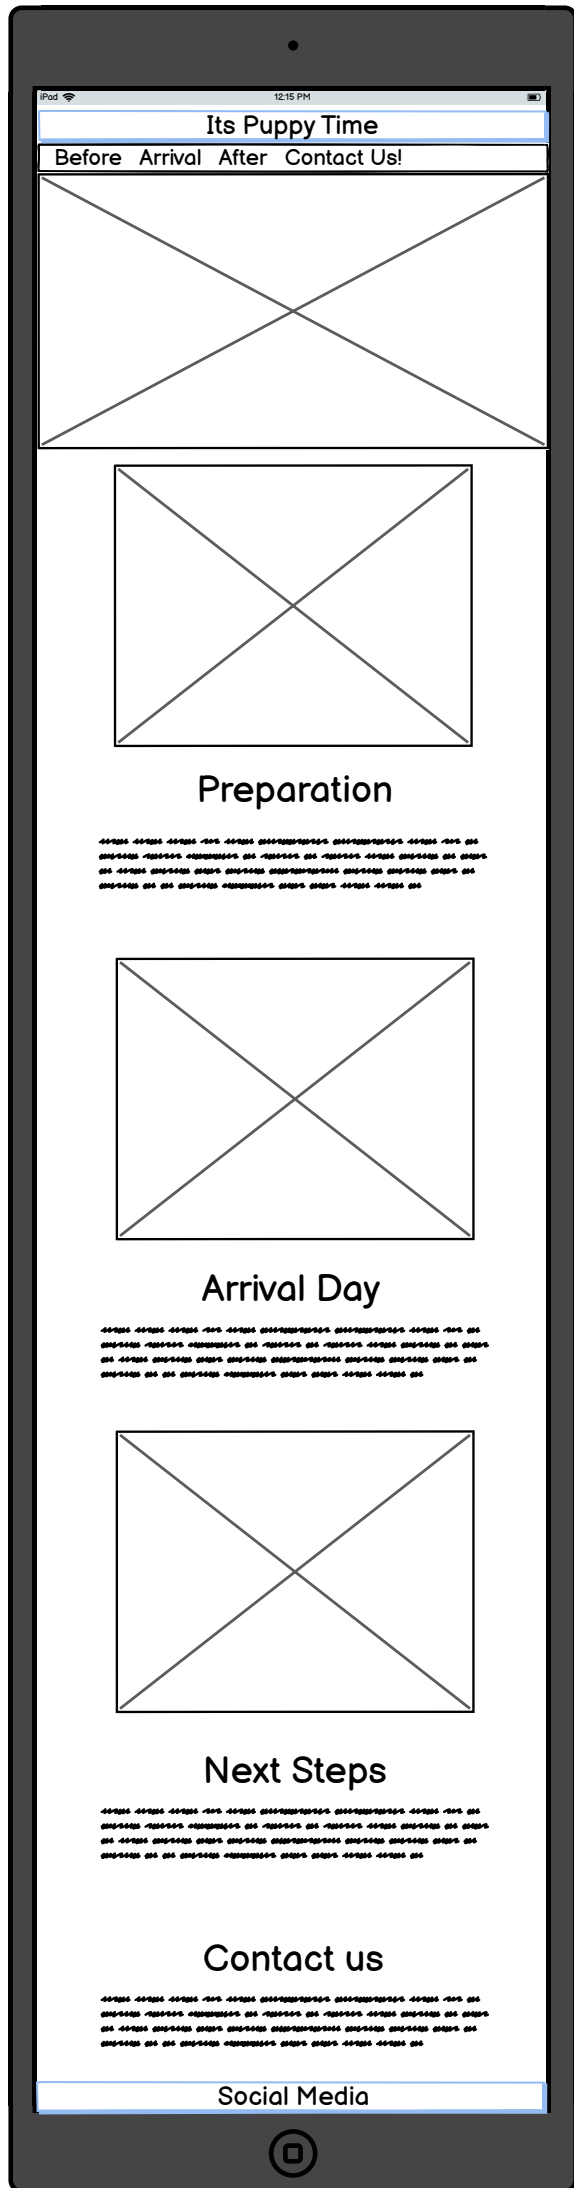 iPad
12:15 PM
Its Puppy Time
Before Arrival After Contact Us!
Preparation
Arrival Day
Next Steps
Contact us
Social Media